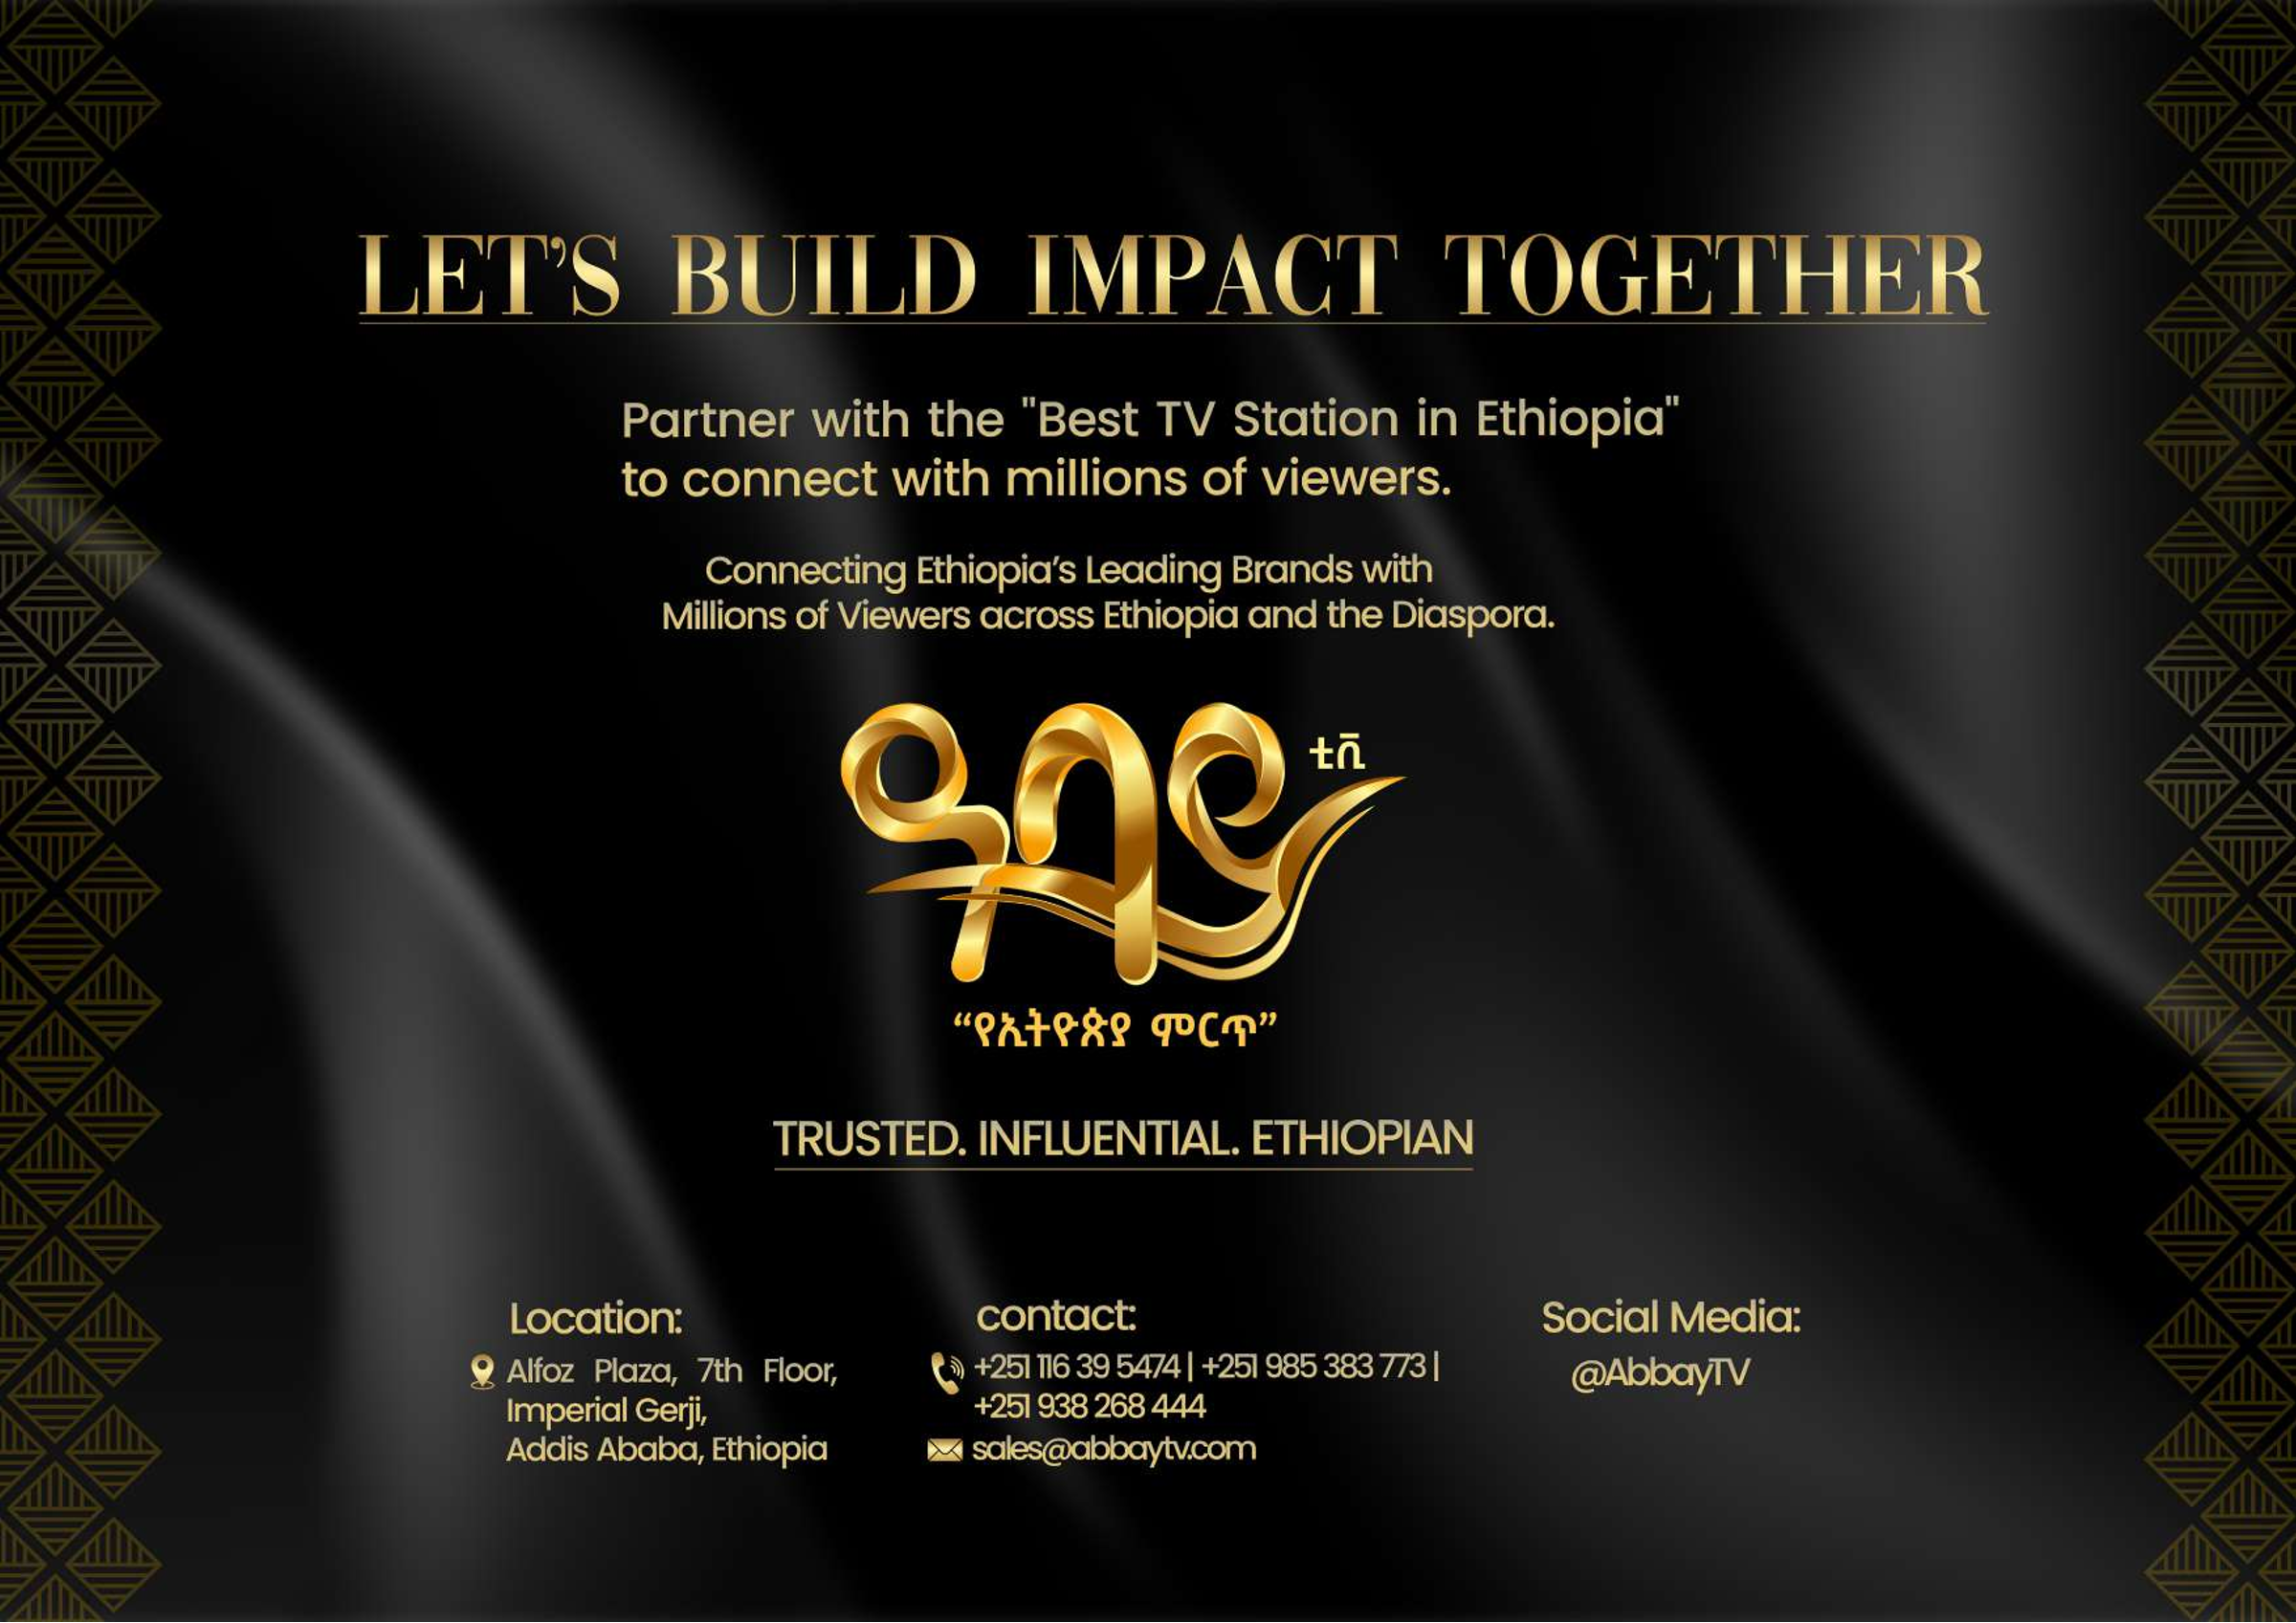 LET'S BUILD IMPACT TOGETHER
Partner with the "Best TV Station in Ethiopia"
to connect with millions of viewers.
Connecting Ethiopia's Leading Brands with
Millions of Viewers across Ethiopia and the Diaspora.
ዓባይ ቲቪ
“የኢትዮጵያ ምርጥ”
TRUSTED. INFLUENTIAL. ETHIOPIAN
Location:
Alfoz Plaza, 7th Floor,
Imperial Gerji,
Addis Ababa, Ethiopia
contact:
+251 116 39 5474 | +251 985 383 773 |
+251 938 268 444
sales@abbaytv.com
Social Media:
@AbbayTV